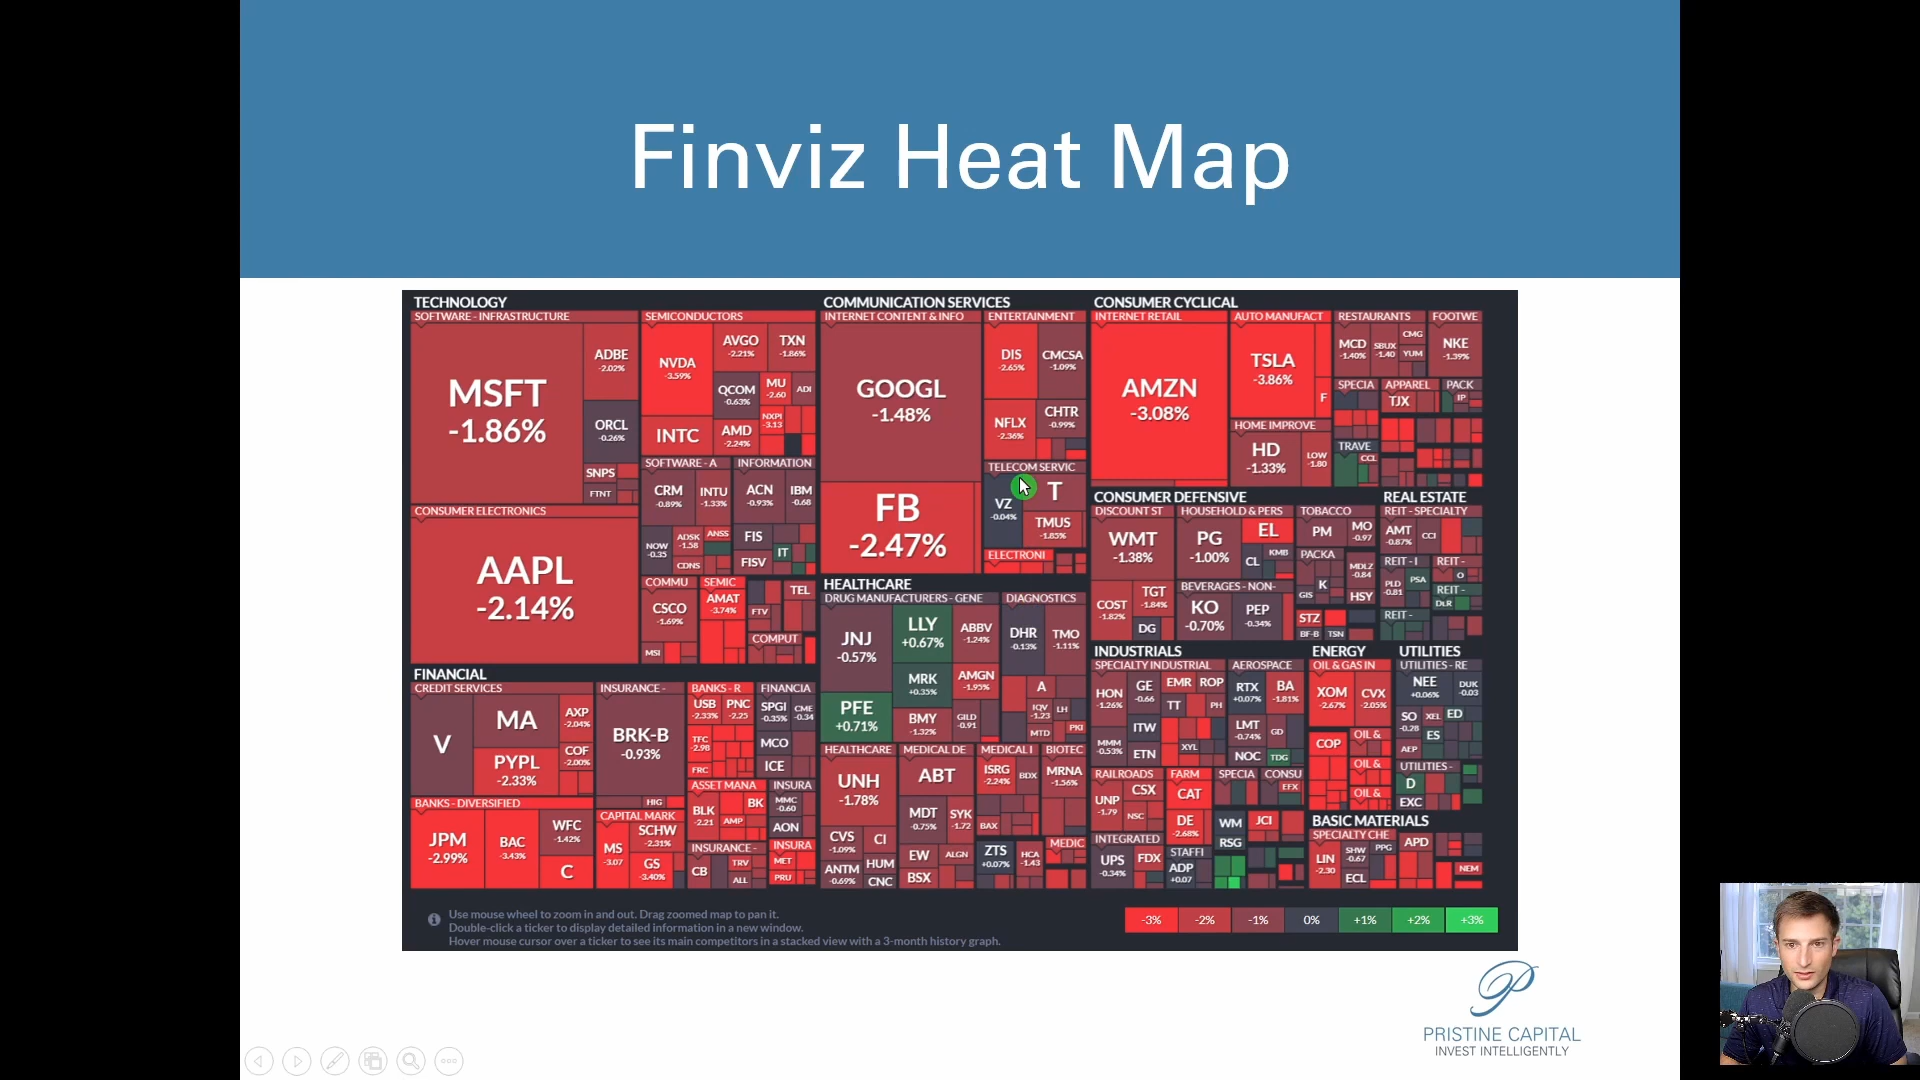 Finviz Heat Map
TECHNOLOGY
SOFTWARE - INFRASTRUCTURE
MSFT
-1.86%
ADBE
-2.02%
ORCL
-0.26%
SNPS
FTNT
SEMICONDUCTORS
NVDA
-3.59%
AVGO
-2.21%
TXN
-1.86%
QCOM
-0.63%
MU
-2.60
ADI
NXPI
-3.13
INTC
AMD
-2.24%
SOFTWARE - A
CRM
-0.89%
INTU
-1.33%
NOW
-0.35
ADSK
-1.58
ANSS
CDNS
INFORMATION
ACN
-0.93%
IBM
-0.68
FIS
IT
FISV
CONSUMER ELECTRONICS
AAPL
-2.14%
COMMU
CSCO
-1.69%
MSI
SEMIC
AMAT
-3.74%
FTV
TEL
COMPUT
COMMUNICATION SERVICES
INTERNET CONTENT & INFO
GOOGL
-1.48%
FB
-2.47%
ENTERTAINMENT
DIS
-2.65%
CMCSA
-1.09%
NFLX
-2.36%
CHTR
-0.99%
TELECOM SERVIC
VZ
-0.04%
T
TMUS
-1.85%
ELECTRONI
CONSUMER CYCLICAL
INTERNET RETAIL
AMZN
-3.08%
AUTO MANUFACT
TSLA
-3.86%
F
HOME IMPROVE
HD
-1.33%
LOW
-1.80
RESTAURANTS
MCD
-1.40%
SBUX
-1.40
CMG
YUM
FOOTWE
NKE
-1.39%
SPECIA
APPAREL
TJX
PACK
IP
TRAVE
CCL
FINANCIAL
CREDIT SERVICES
V
MA
AXP
-2.04%
PYPL
-2.33%
COF
-2.00%
BANKS - DIVERSIFIED
JPM
-2.99%
BAC
-3.43%
WFC
-1.42%
C
INSURANCE -
BRK-B
-0.93%
HIG
CAPITAL MARK
MS
-3.07
SCHW
-2.31%
GS
-3.40%
BANKS - R
USB
-2.33%
PNC
-2.25
TFC
-2.98
FRC
FINANCIA
SPGI
-0.35%
CME
-0.34
MCO
ICE
ASSET MANA
BLK
-2.21
BK
AMP
INSURA
MMC
-0.60
AON
INSURANCE -
CB
TRV
ALL
INSURA
MET
PRU
HEALTHCARE
DRUG MANUFACTURERS - GENE
JNJ
-0.57%
LLY
+0.67%
ABBV
-1.24%
MRK
+0.35%
AMGN
-1.95%
PFE
+0.71%
BMY
-1.32%
GILD
-0.91
DIAGNOSTICS
DHR
-0.13%
TMO
-1.11%
A
IQV
-1.23
LH
MTD
PKI
HEALTHCARE
UNH
-1.78%
CVS
-1.09%
CI
ANTM
-0.69%
HUM
CNC
MEDICAL DE
ABT
MDT
-0.75%
SYK
-1.72
EW
ALGN
BSX
MEDICAL I
ISRG
-2.24%
BDX
BAX
BIOTEC
MRNA
-1.56%
ZTS
+0.07%
HCA
-1.43
MEDIC
CONSUMER DEFENSIVE
DISCOUNT ST
WMT
-1.38%
COST
-1.82%
TGT
-1.84%
DG
HOUSEHOLD & PERS
PG
-1.00%
EL
CL
KMB
BEVERAGES - NON-
KO
-0.70%
PEP
-0.34%
TOBACCO
PM
MO
-0.97
PACKA
MDLZ
-0.84
GIS
K
HSY
STZ
BF-B
TSN
REAL ESTATE
REIT - SPECIALTY
AMT
-0.87%
CCI
REIT - I
PLD
-0.81
PSA
REIT -
O
REIT -
DLR
REIT -
INDUSTRIALS
SPECIALTY INDUSTRIAL
HON
-1.26%
GE
-0.66
EMR
ROP
TT
PH
ITW
MMM
-0.53%
ETN
XYL
AEROSPACE
RTX
+0.07%
BA
-1.81%
LMT
-0.74%
GD
NOC
TDG
RAILROADS
UNP
-1.79
CSX
NSC
FARM
CAT
DE
-2.68%
SPECIA
CONSU
EFX
WM
JCI
RSG
INTEGRATED
UPS
-0.34%
FDX
STAFFI
ADP
+0.07
ENERGY
OIL & GAS IN
XOM
-2.67%
CVX
-2.05%
COP
OIL &
OIL &
OIL &
UTILITIES
UTILITIES - RE
NEE
+0.06%
DUK
-0.03
SO
-0.28
XEL
ED
ES
AEP
UTILITIES -
D
EXC
BASIC MATERIALS
SPECIALTY CHE
LIN
-2.30
SHW
-0.67
PPG
ECL
APD
NEM
Use mouse wheel to zoom in and out. Drag zoomed map to pan it.
Double-click a ticker to display detailed information in a new window.
Hover mouse cursor over a ticker to see its main competitors in a stacked view with a 3-month history graph.
-3% -2% -1% 0% +1% +2% +3%
PRISTINE CAPITAL
INVEST INTELLIGENTLY